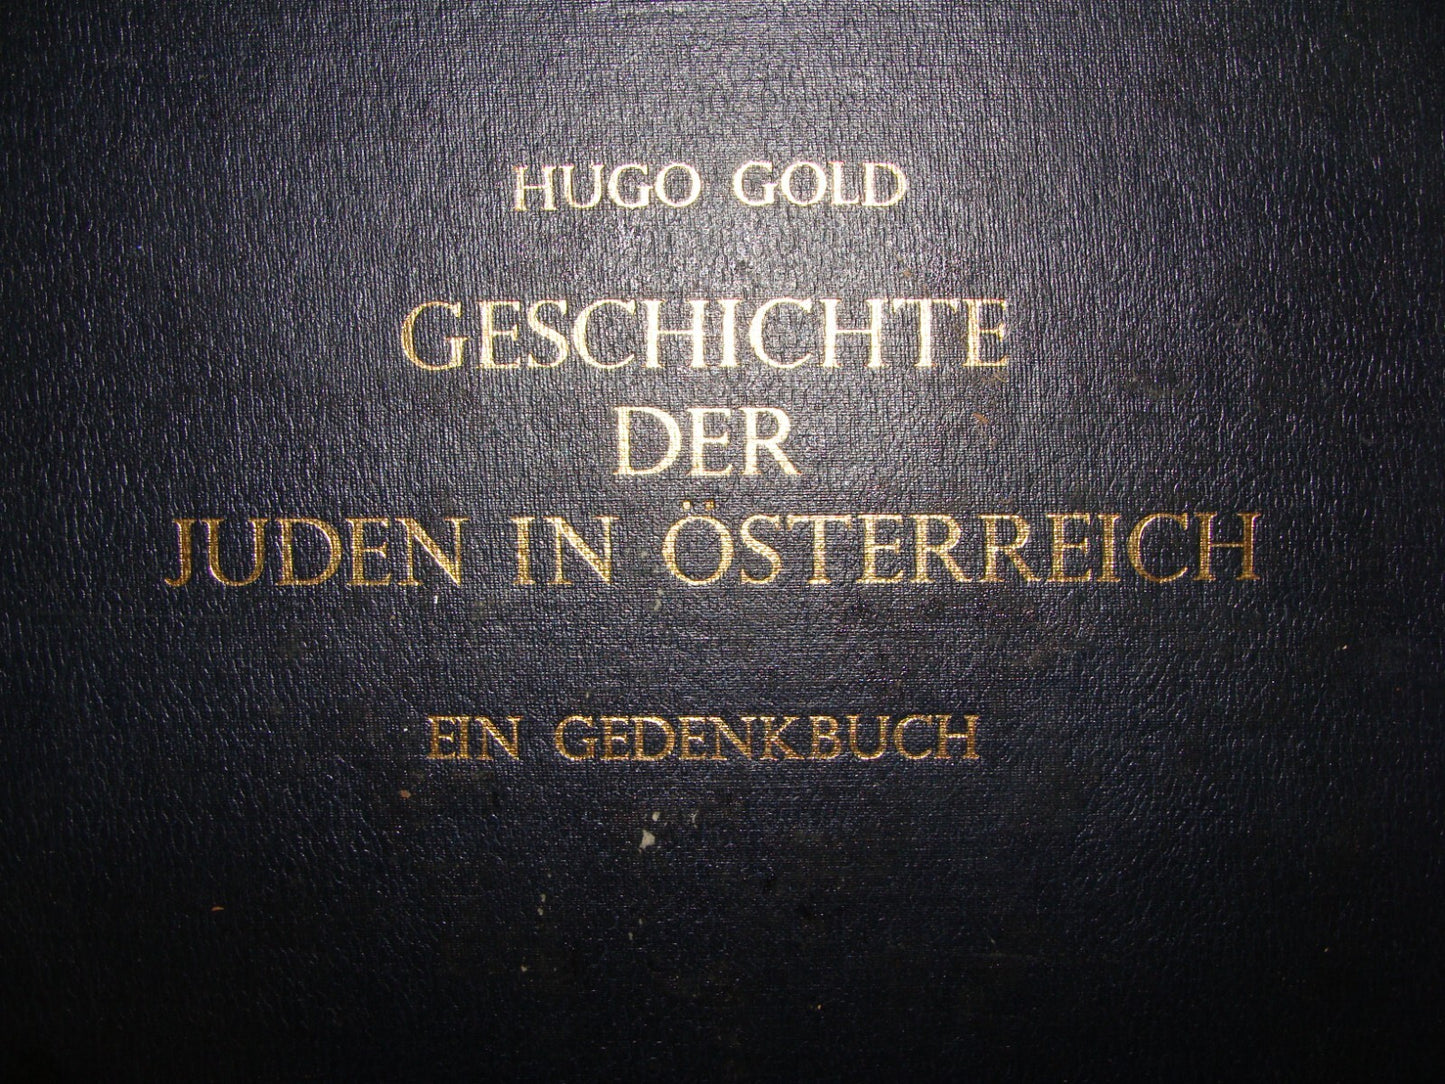 HUGO GOLD
GESCHICHTE
DER
JUDEN IN ÖSTERREICH
EIN GEDENKBUCH